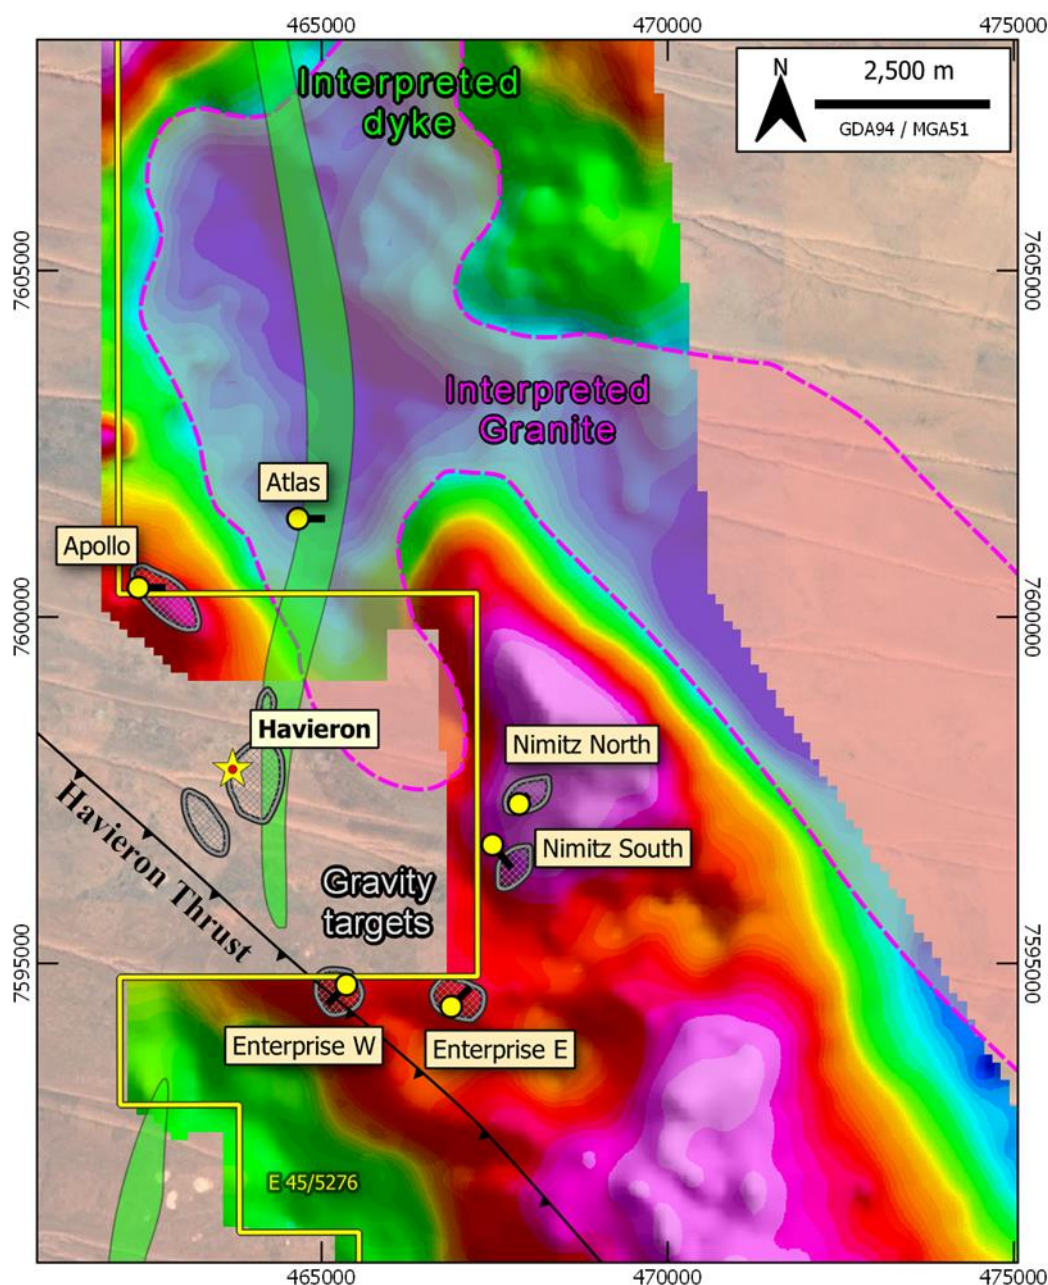 465000
470000
475000
Interpreted
dyke
N
2,500 m
GDA94 / MGA51
7605000
7605000
Interpreted
Granite
Atlas
Apollo
7600000
7600000
Havieron
Nimitz North
Nimitz South
Havieron Thrust
Gravity
targets
7595000
7595000
Enterprise W
Enterprise E
E 45/5276
465000
470000
475000